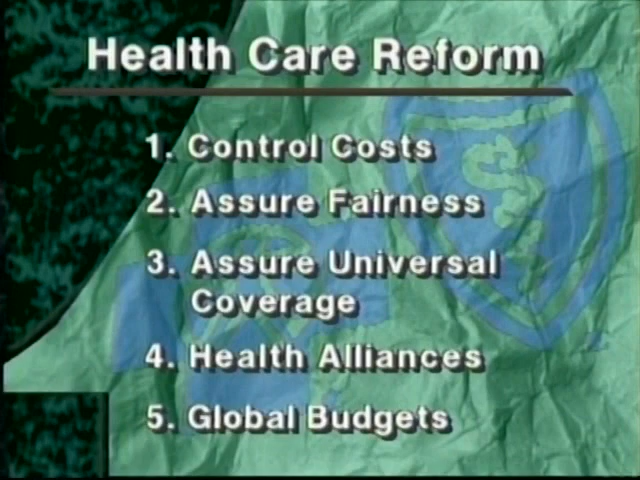 Health Care Reform
1. Control Costs
2. Assure Fairness
3. Assure Universal
Coverage
4. Health Alliances
5. Global Budgets